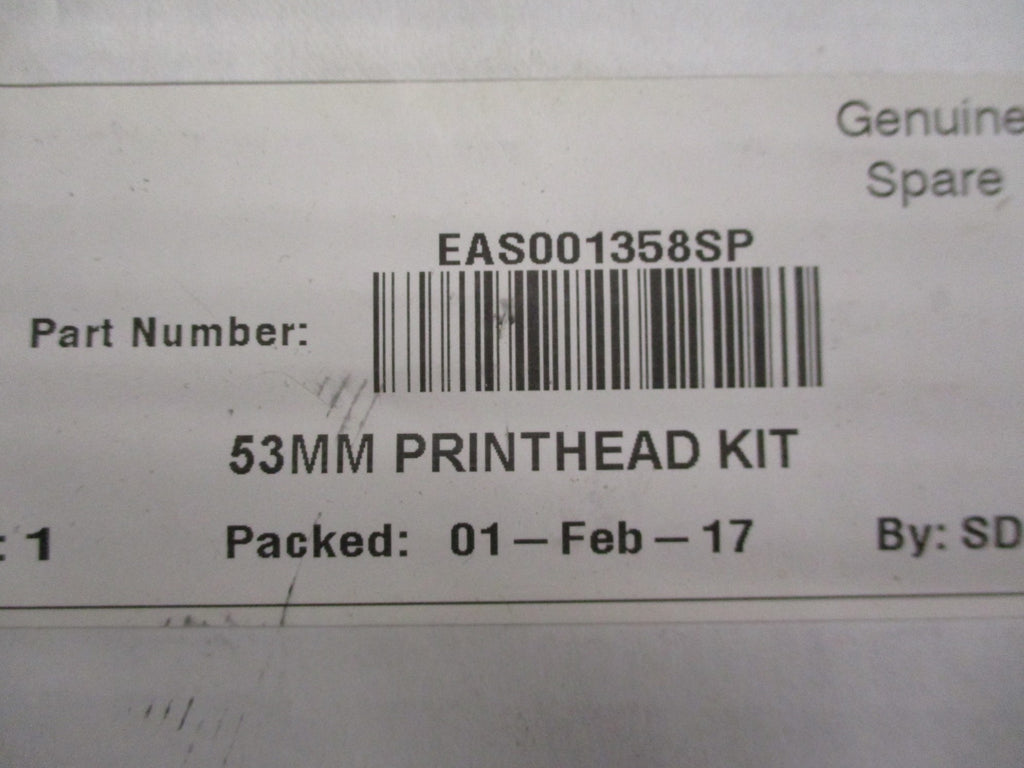 Genuine
Spare
EAS001358SP
Part Number:
53MM PRINTHEAD KIT
: 1 Packed: 01-Feb-17 By: SD